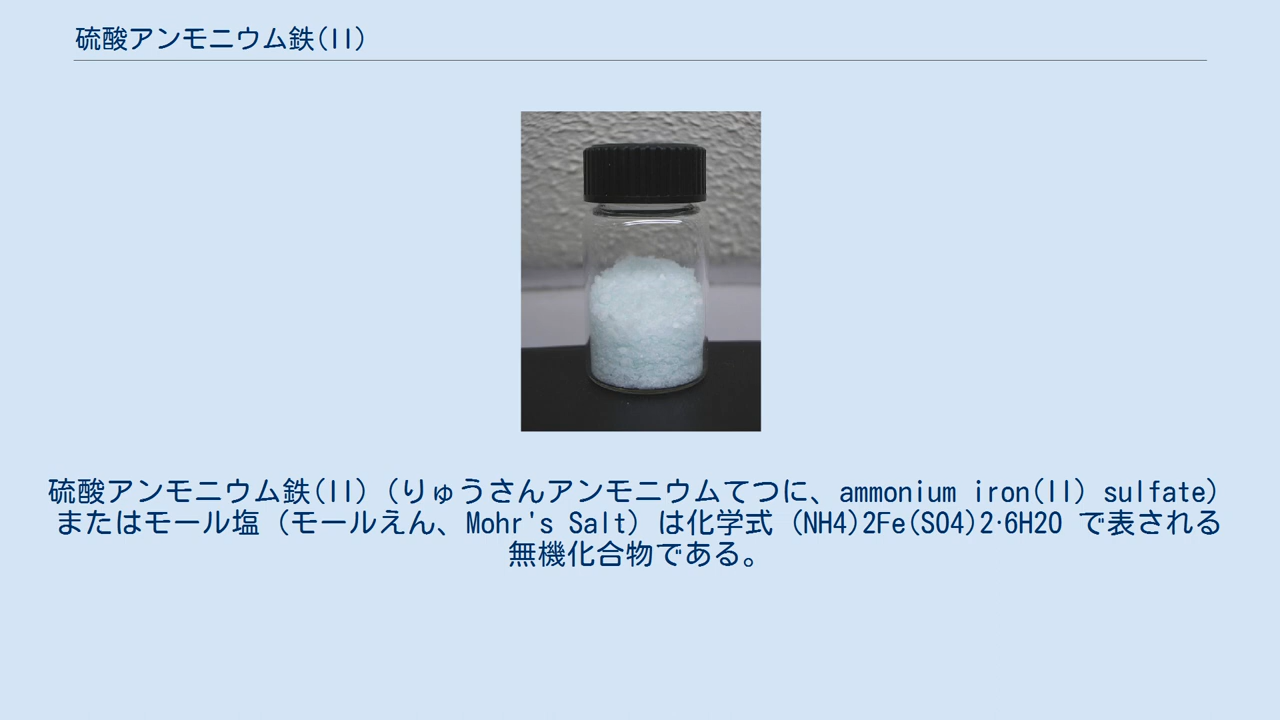 硫酸アンモニウム鉄(II)
硫酸アンモニウム鉄(II) (りゅうさんアンモニウムてつに、ammonium iron(II) sulfate)
またはモール塩 (モールえん、Mohr's Salt) は化学式 (NH4)2Fe(SO4)2·6H2O で表される
無機化合物である。